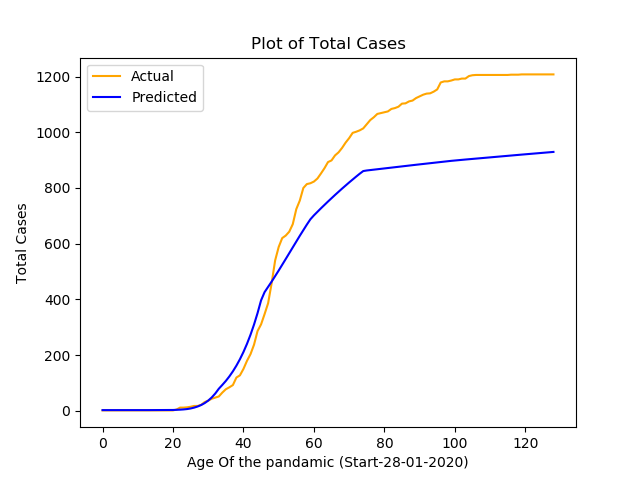 Plot of Total Cases
Actual
Predicted
1200
1000
800
600
400
200
0
Total Cases
0 20 40 60 80 100 120
Age Of the pandamic (Start-28-01-2020)